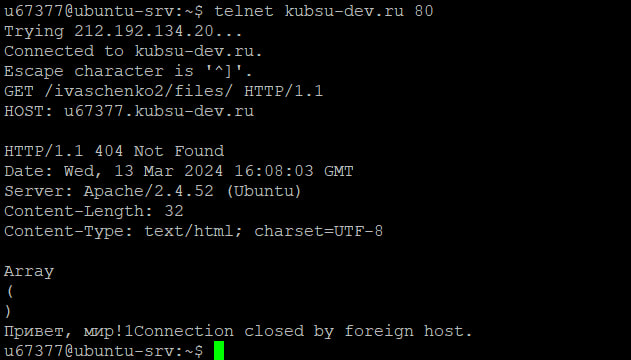 u67377@ubuntu-srv:~$ telnet kubsu-dev.ru 80
Trying 212.192.134.20...
Connected to kubsu-dev.ru.
Escape character is '^]'.
GET /ivaschenko2/files/ HTTP/1.1
HOST: u67377.kubsu-dev.ru

HTTP/1.1 404 Not Found
Date: Wed, 13 Mar 2024 16:08:03 GMT
Server: Apache/2.4.52 (Ubuntu)
Content-Length: 32
Content-Type: text/html; charset=UTF-8

Array
(
)
Привет, мир!1Connection closed by foreign host.
u67377@ubuntu-srv:~$